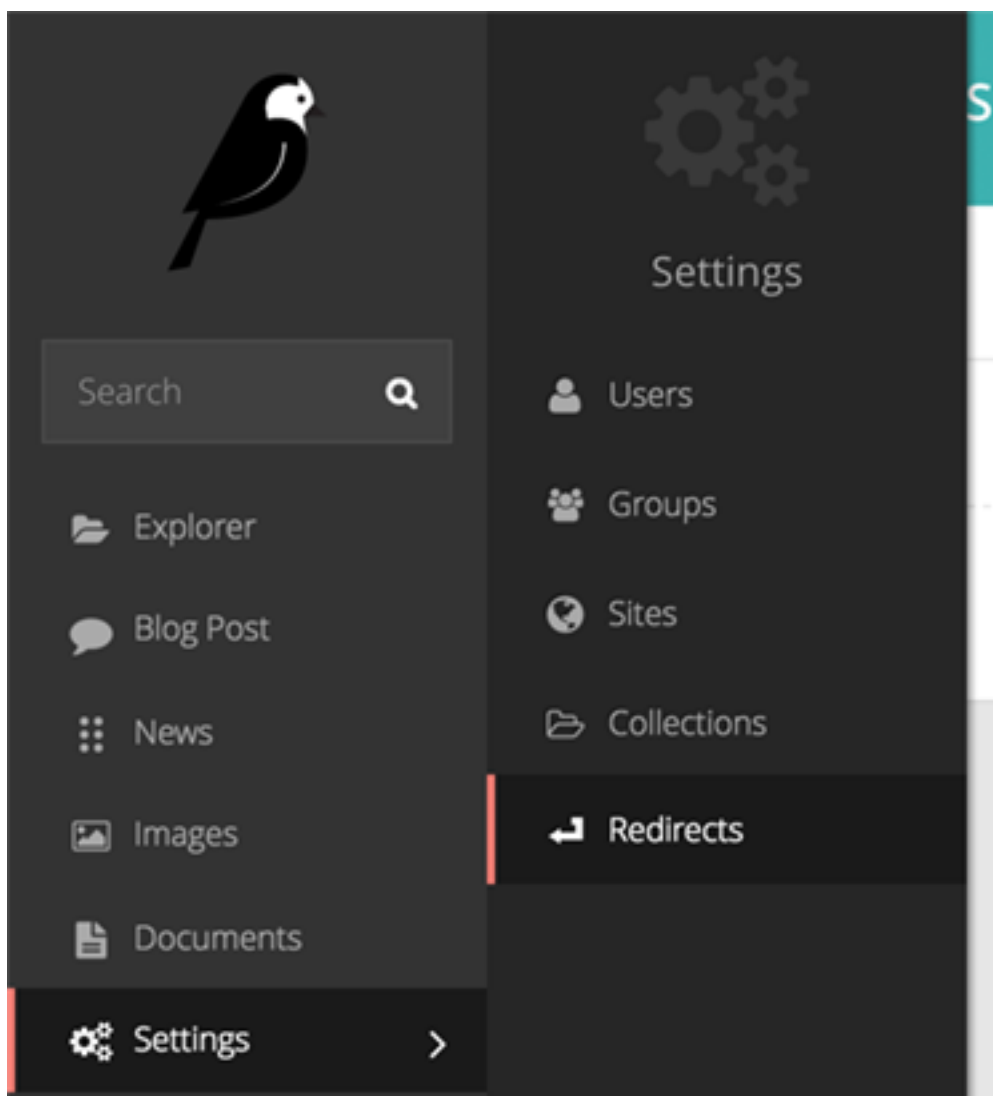 Search
Explorer
Blog Post
News
Images
Documents
Settings
Settings
Users
Groups
Sites
Collections
Redirects
S